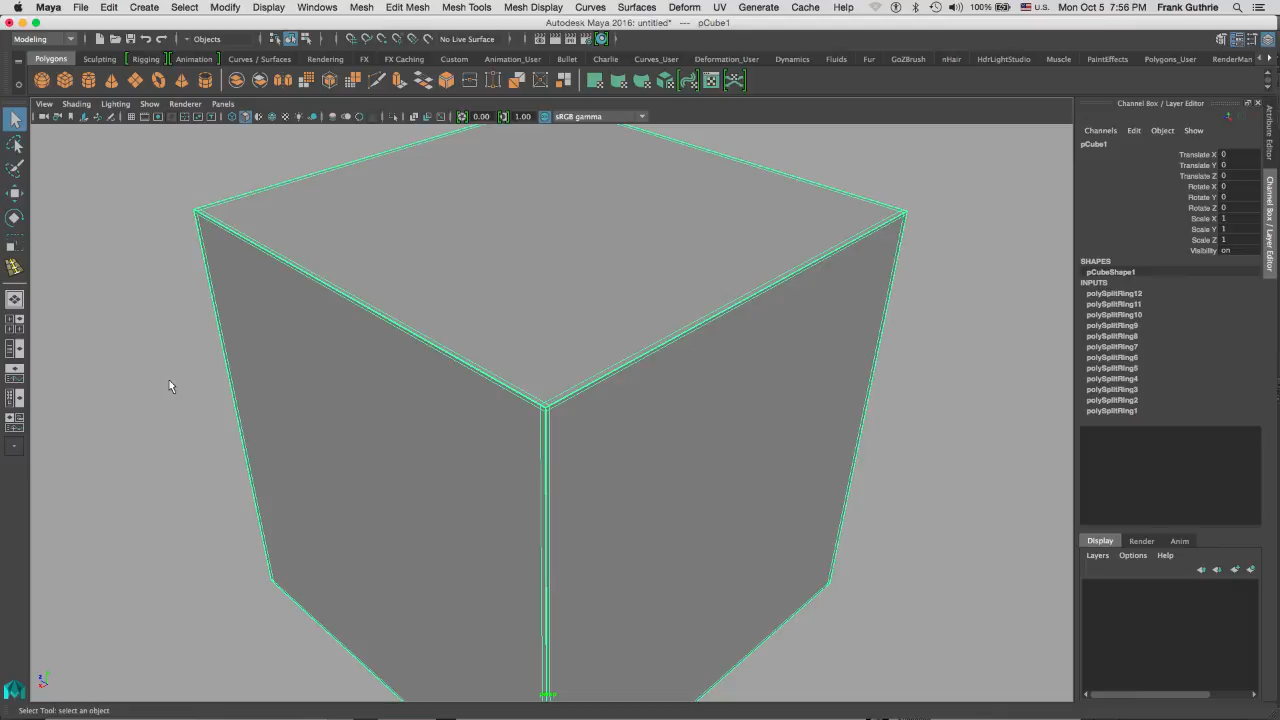 Maya File Edit Create Select Modify Display Windows Mesh Edit Mesh Mesh Tools Mesh Display Curves Surfaces Deform UV Generate Cache Help 100% U.S. Mon Oct 5 7:56 PM Frank Guthrie
Autodesk Maya 2016: untitled* --- pCube1
Modeling Objects No Live Surface
Polygons Sculpting Rigging Animation Curves / Surfaces Rendering FX FX Caching Custom Animation_User Bullet Charlie Curves_User Deformation_User Dynamics Fluids Fur GoZBrush nHair HdrLightStudio Muscle PaintEffects Polygons_User RenderMan
View Shading Lighting Show Renderer Panels
0.00 1.00 sRGB gamma
Channel Box / Layer Editor
Channels Edit Object Show
pCube1
Translate X 0
Translate Y 0
Translate Z 0
Rotate X 0
Rotate Y 0
Rotate Z 0
Scale X 1
Scale Y 1
Scale Z 1
Visibility on
SHAPES
pCubeShape1
INPUTS
polySplitRing12
polySplitRing11
polySplitRing10
polySplitRing9
polySplitRing8
polySplitRing7
polySplitRing6
polySplitRing5
polySplitRing4
polySplitRing3
polySplitRing2
polySplitRing1
Display Render Anim
Layers Options Help
Attribute Editor
Channel Box / Layer Editor
Select Tool: select an object